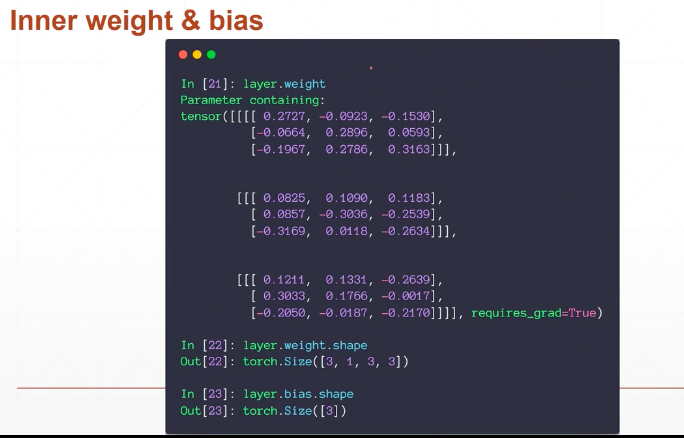 Inner weight & bias
In [21]: layer.weight
Parameter containing:
tensor([[[[ 0.2727, -0.0923, -0.1530],
[-0.0664, 0.2896, 0.0593],
[-0.1967, 0.2786, 0.3163]]],
[[[ 0.0825, 0.1090, 0.1183],
[ 0.0857, -0.3036, -0.2539],
[-0.3169, 0.0118, -0.2634]]],
[[[ 0.1211, 0.1331, -0.2639],
[ 0.3033, 0.1766, -0.0017],
[-0.2050, -0.0187, -0.2170]]]], requires_grad=True)
In [22]: layer.weight.shape
Out[22]: torch.Size([3, 1, 3, 3])
In [23]: layer.bias.shape
Out[23]: torch.Size([3])